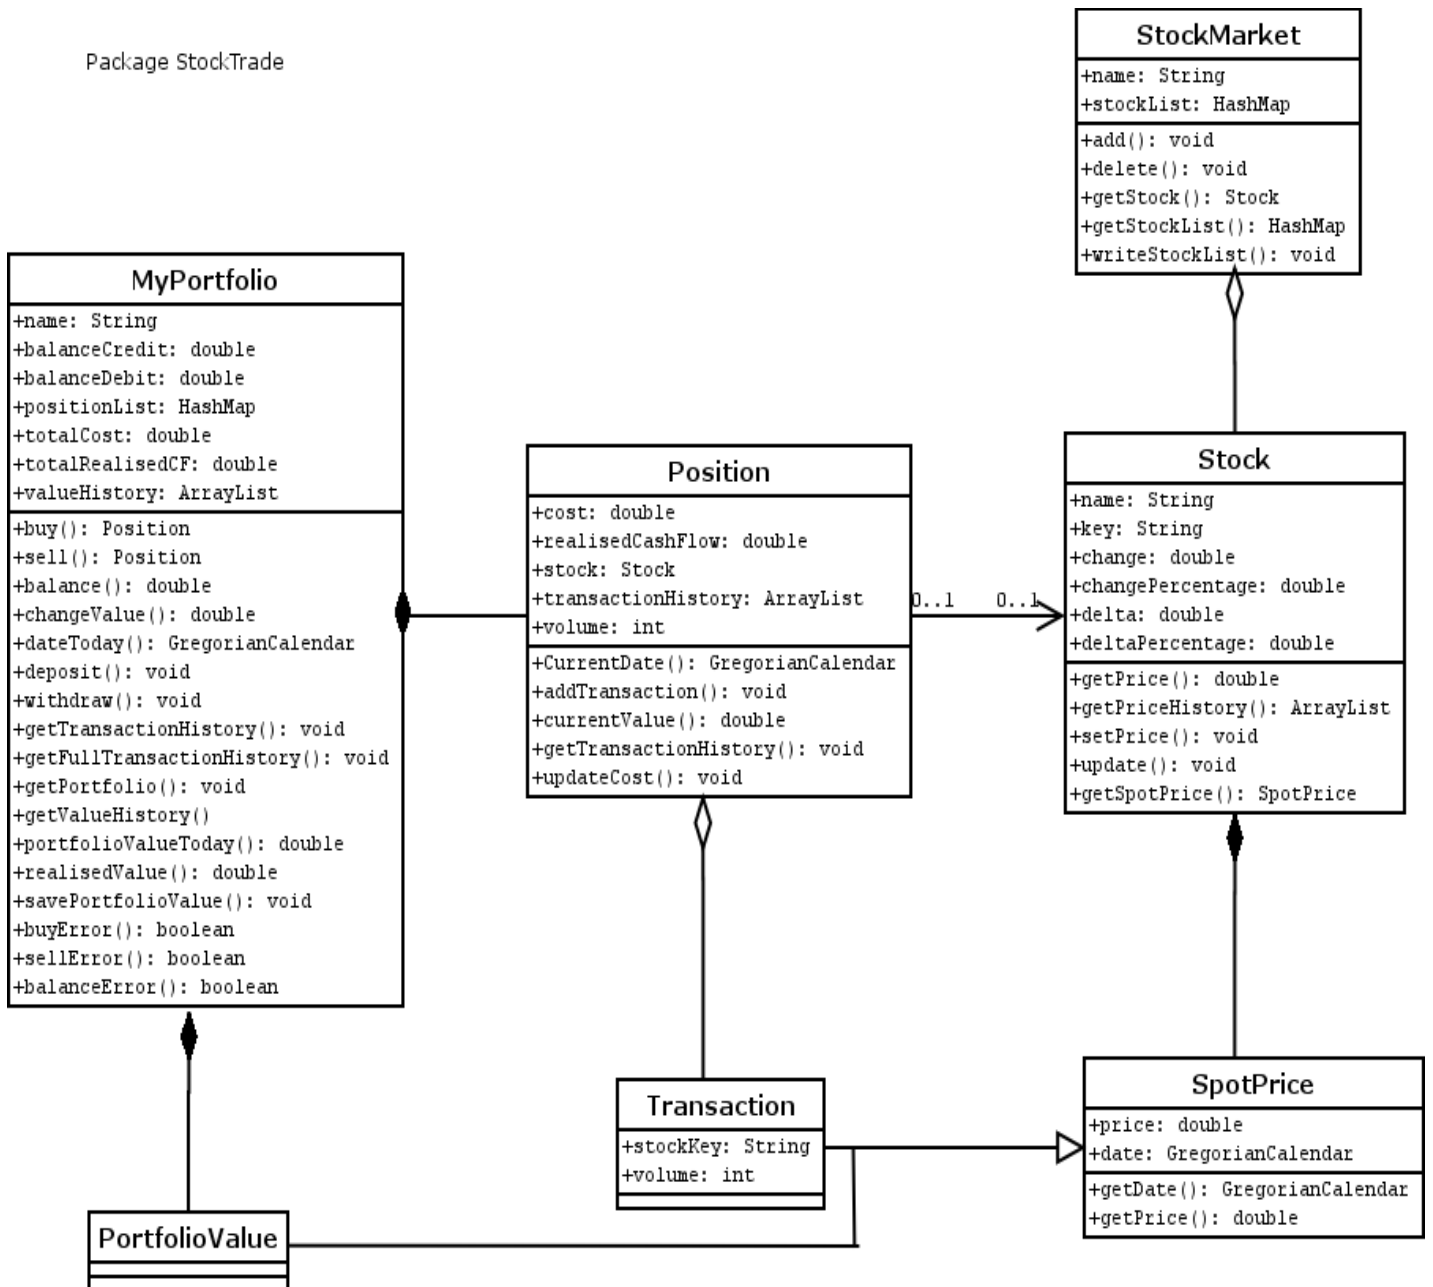 Package StockTrade
StockMarket
+name: String
+stockList: HashMap
+add(): void
+delete(): void
+getStock(): Stock
+getStockList(): HashMap
+writeStockList(): void
MyPortfolio
+name: String
+balanceCredit: double
+balanceDebit: double
+positionList: HashMap
+totalCost: double
+totalRealisedCF: double
+valueHistory: ArrayList
+buy(): Position
+sell(): Position
+balance(): double
+changeValue(): double
+dateToday(): GregorianCalendar
+deposit(): void
+withdraw(): void
+getTransactionHistory(): void
+getFullTransactionHistory(): void
+getPortfolio(): void
+getValueHistory()
+portfolioValueToday(): double
+realisedValue(): double
+savePortfolioValue(): void
+buyError(): boolean
+sellError(): boolean
+balanceError(): boolean
Position
+cost: double
+realisedCashFlow: double
+stock: Stock
+transactionHistory: ArrayList
+volume: int
+CurrentDate(): GregorianCalendar
+addTransaction(): void
+currentValue(): double
+getTransactionHistory(): void
+updateCost(): void
0..1 0..1
Stock
+name: String
+key: String
+change: double
+changePercentage: double
+delta: double
+deltaPercentage: double
+getPrice(): double
+getPriceHistory(): ArrayList
+setPrice(): void
+update(): void
+getSpotPrice(): SpotPrice
Transaction
+stockKey: String
+volume: int
SpotPrice
+price: double
+date: GregorianCalendar
+getDate(): GregorianCalendar
+getPrice(): double
PortfolioValue